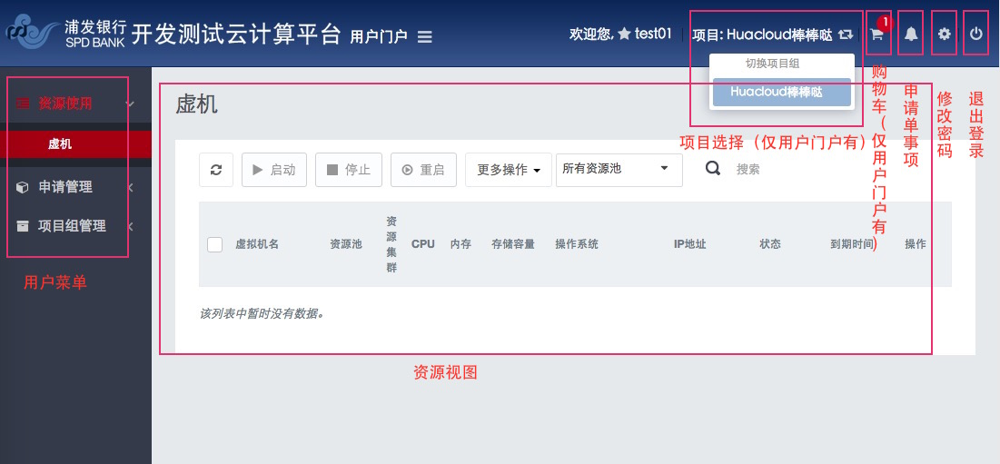 浦发银行
SPD BANK
开发测试云计算平台
用户门户
欢迎您, test01
项目: Huacloud棒棒哒
1
切换项目组
Huacloud棒棒哒
项目选择（仅用户门户有）
购物车（仅用户门户有）
申请单事项
修改密码
退出登录
资源使用
虚机
申请管理
项目组管理
用户菜单
虚机
启动
停止
重启
更多操作
所有资源池
搜索
虚拟机名
资源池
资源集群
CPU
内存
存储容量
操作系统
IP地址
状态
到期时间
操作
该列表中暂时没有数据。
资源视图